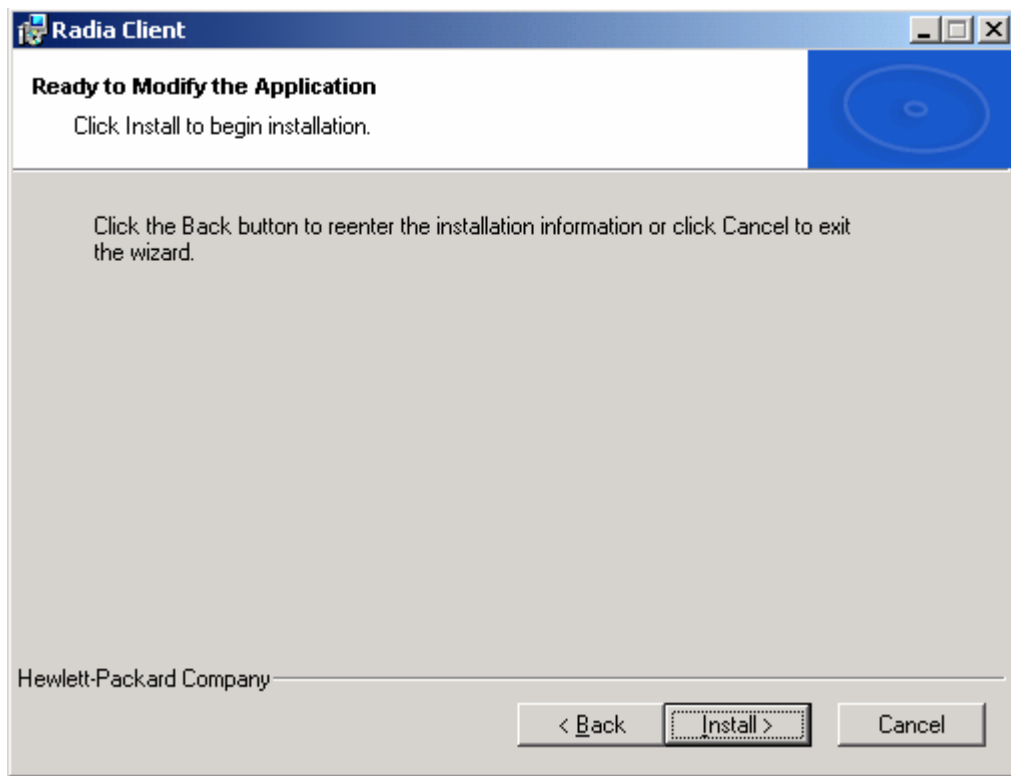 Radia Client
Ready to Modify the Application
Click Install to begin installation.
Click the Back button to reenter the installation information or click Cancel to exit
the wizard.
Hewlett-Packard Company
< Back
Install >
Cancel